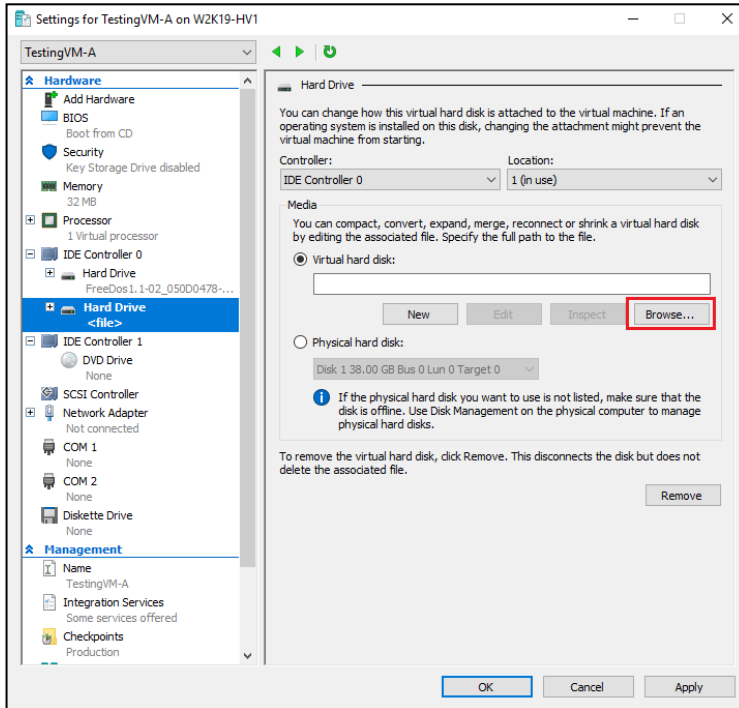 Settings for TestingVM-A on W2K19-HV1
TestingVM-A
Hardware
Add Hardware
BIOS
Boot from CD
Security
Key Storage Drive disabled
Memory
32 MB
Processor
1 Virtual processor
IDE Controller 0
Hard Drive
FreeDos1.1-02_050D0478-...
Hard Drive
<file>
IDE Controller 1
DVD Drive
None
SCSI Controller
Network Adapter
Not connected
COM 1
None
COM 2
None
Diskette Drive
None
Management
Name
TestingVM-A
Integration Services
Some services offered
Checkpoints
Production
Hard Drive
You can change how this virtual hard disk is attached to the virtual machine. If an
operating system is installed on this disk, changing the attachment might prevent the
virtual machine from starting.
Controller: Location:
IDE Controller 0 1 (in use)
Media
You can compact, convert, expand, merge, reconnect or shrink a virtual hard disk
by editing the associated file. Specify the full path to the file.
Virtual hard disk:
New Edit Inspect Browse...
Physical hard disk:
Disk 1 38.00 GB Bus 0 Lun 0 Target 0
If the physical hard disk you want to use is not listed, make sure that the
disk is offline. Use Disk Management on the physical computer to manage
physical hard disks.
To remove the virtual hard disk, click Remove. This disconnects the disk but does not
delete the associated file.
Remove
OK Cancel Apply